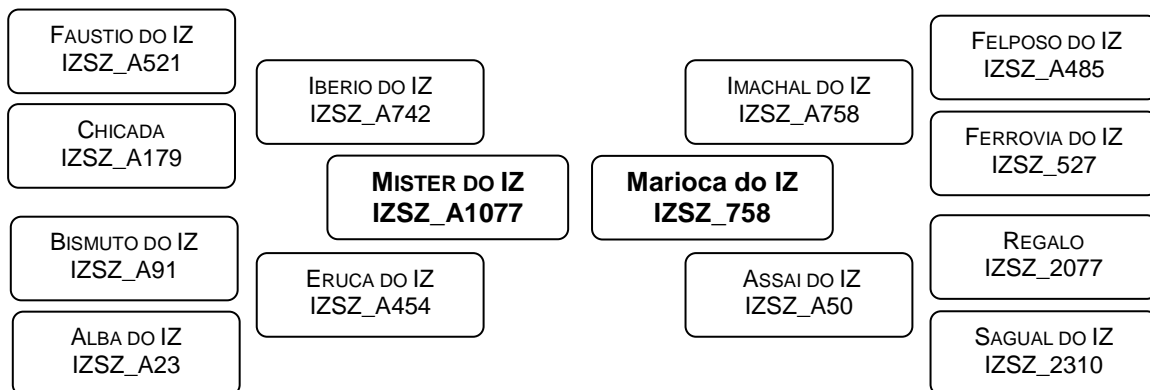 FAUSTIO DO IZ
IZSZ_A521
CHICADA
IZSZ_A179
BISMUTO DO IZ
IZSZ_A91
ALBA DO IZ
IZSZ_A23
IBERIO DO IZ
IZSZ_A742
ERUCA DO IZ
IZSZ_A454
MISTER DO IZ
IZSZ_A1077
Marioca do IZ
IZSZ_758
IMACHAL DO IZ
IZSZ_A758
ASSAI DO IZ
IZSZ_A50
FELPOSO DO IZ
IZSZ_A485
FERROVIA DO IZ
IZSZ_527
REGALO
IZSZ_2077
SAGUAL DO IZ
IZSZ_2310